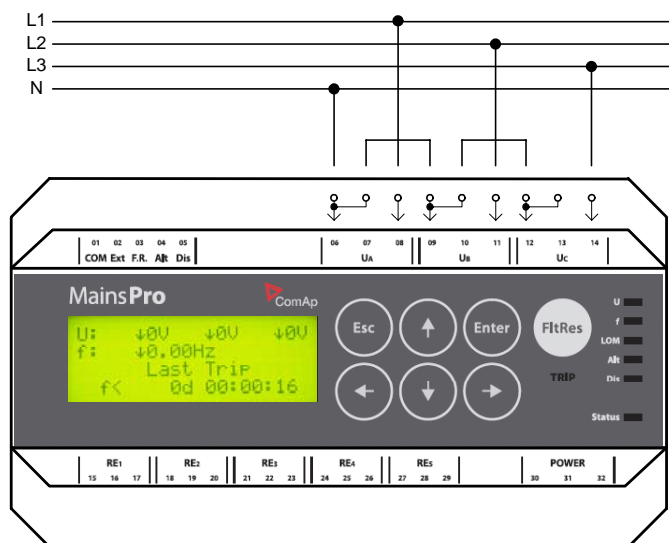 L1
L2
L3
N
01 02 03 04 05
COM Ext F.R. Alt Dis
06 07 08 09 10 11 12 13 14
UA UB UC
MainsPro
ComAp
U: ↓0V ↓0V ↓0V
f: ↓0.00Hz
Last Trip
f< 0d 00:00:16
Esc ↑ Enter FltRes
← ↓ →
TRIP
U
f
LOM
Alt
Dis
Status
RE1 RE2 RE3 RE4 RE5 POWER
15 16 17 18 19 20 21 22 23 24 25 26 27 28 29 30 31 32